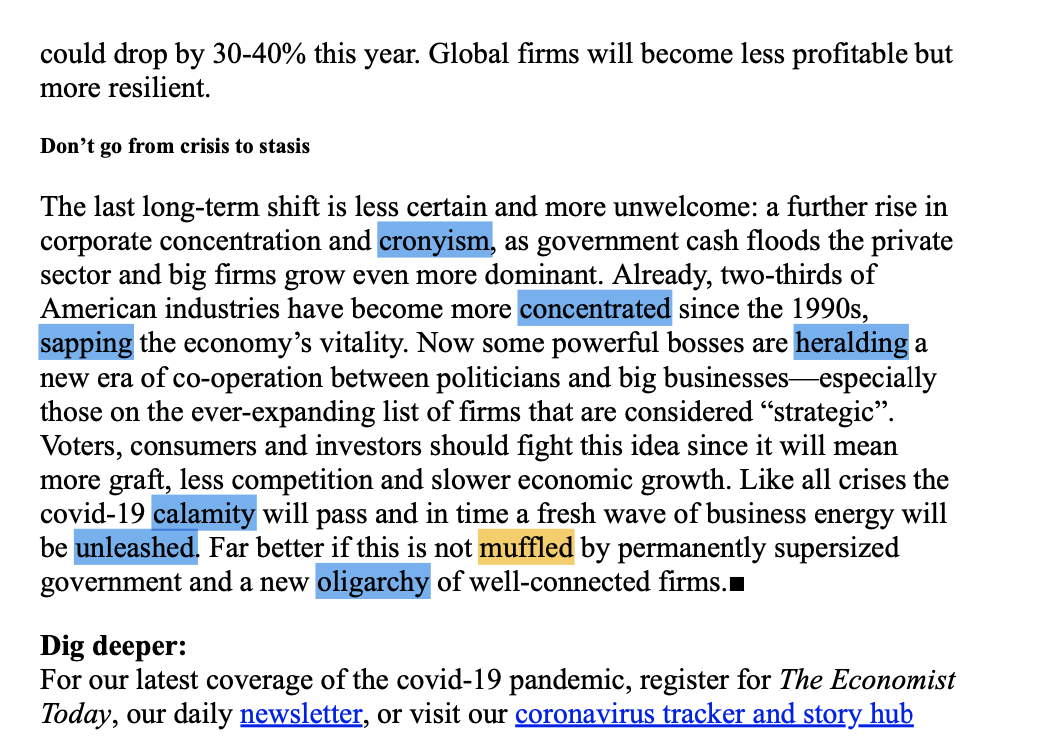 could drop by 30-40% this year. Global firms will become less profitable but
more resilient.
Don’t go from crisis to stasis
The last long-term shift is less certain and more unwelcome: a further rise in
corporate concentration and cronyism, as government cash floods the private
sector and big firms grow even more dominant. Already, two-thirds of
American industries have become more concentrated since the 1990s,
sapping the economy’s vitality. Now some powerful bosses are heralding a
new era of co-operation between politicians and big businesses—especially
those on the ever-expanding list of firms that are considered “strategic”.
Voters, consumers and investors should fight this idea since it will mean
more graft, less competition and slower economic growth. Like all crises the
covid-19 calamity will pass and in time a fresh wave of business energy will
be unleashed. Far better if this is not muffled by permanently supersized
government and a new oligarchy of well-connected firms.■
Dig deeper:
For our latest coverage of the covid-19 pandemic, register for The Economist
Today, our daily newsletter, or visit our coronavirus tracker and story hub